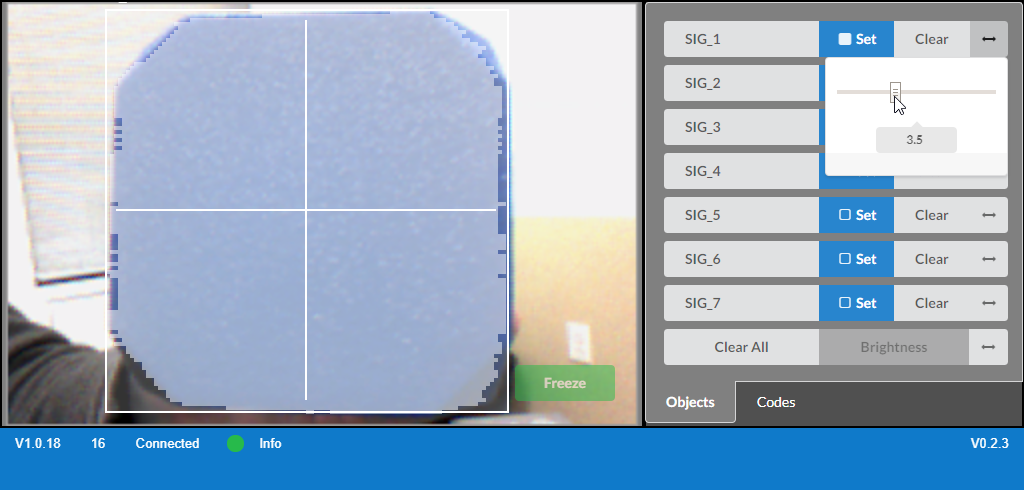 SIG_1 Set Clear
SIG_2
3.5
SIG_3
SIG_4
SIG_5 Set Clear
SIG_6 Set Clear
SIG_7 Set Clear
Clear All Brightness
Freeze
Objects Codes
V1.0.18 16 Connected Info V0.2.3